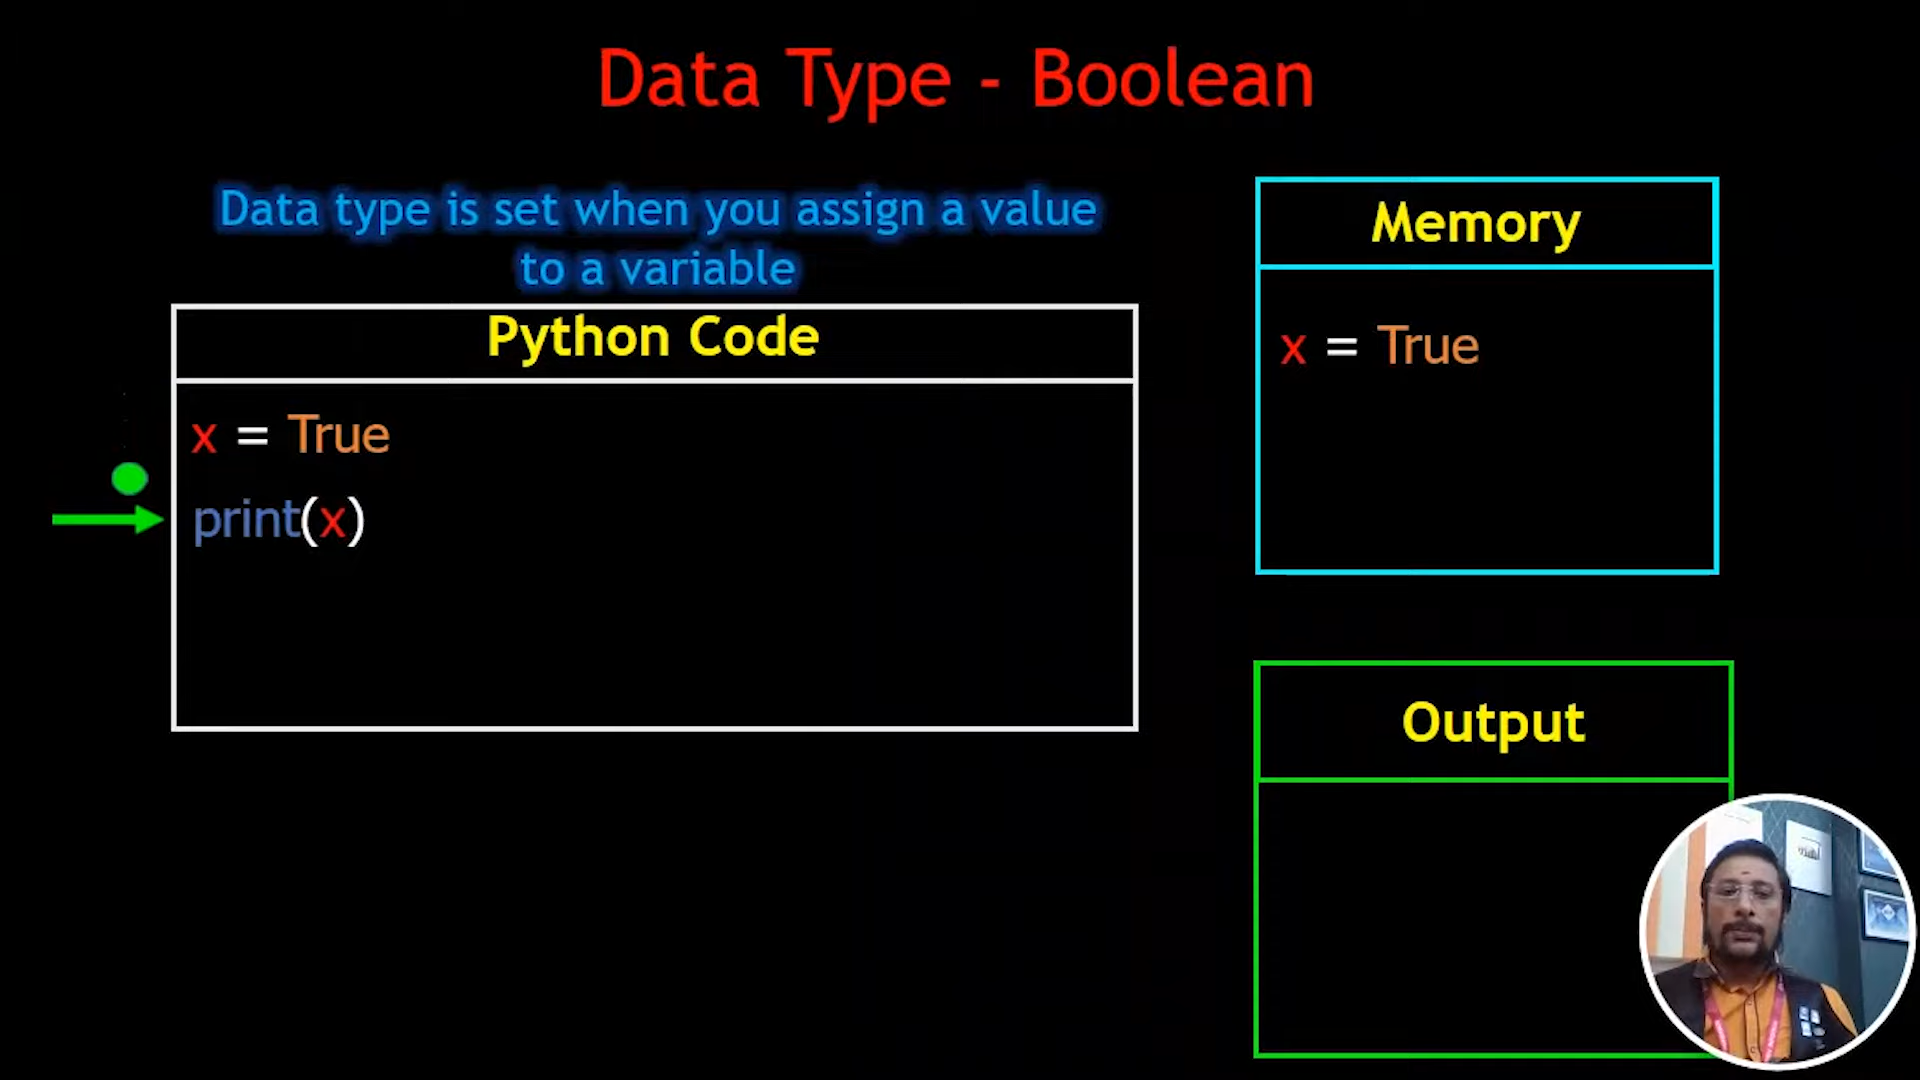 Data Type - Boolean
Data type is set when you assign a value
to a variable
Python Code
x = True
print(x)
Memory
x = True
Output